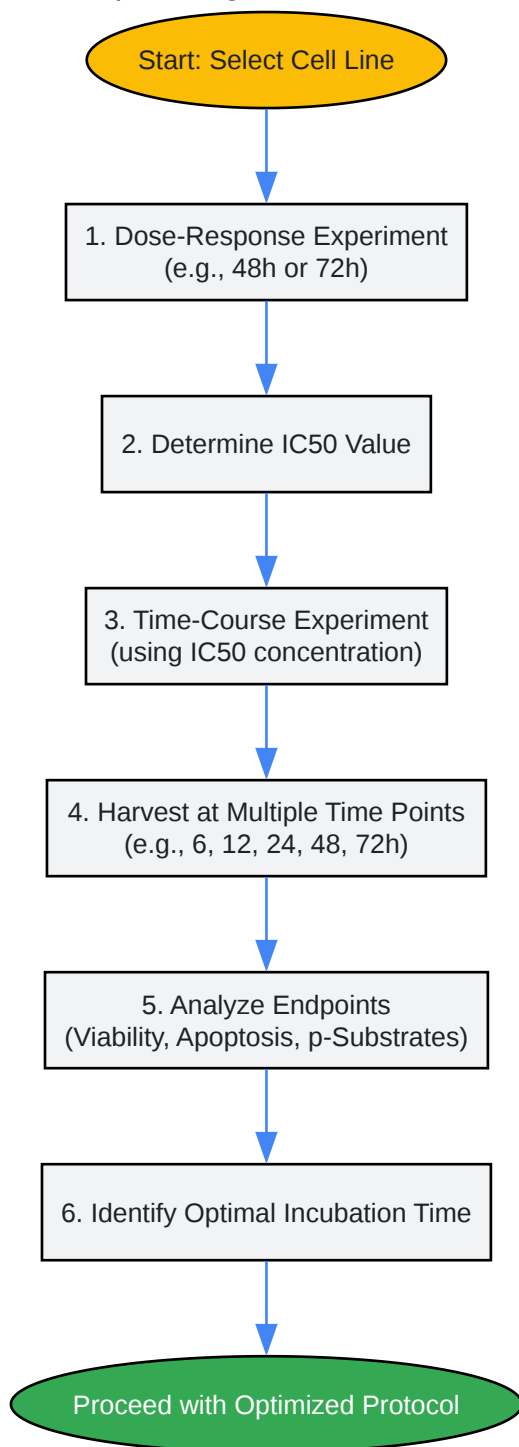 Start: Select Cell Line
1. Dose-Response Experiment
(e.g., 48h or 72h)
2. Determine IC50 Value
3. Time-Course Experiment
(using IC50 concentration)
4. Harvest at Multiple Time Points
(e.g., 6, 12, 24, 48, 72h)
5. Analyze Endpoints
(Viability, Apoptosis, p-Substrates)
6. Identify Optimal Incubation Time
Proceed with Optimized Protocol